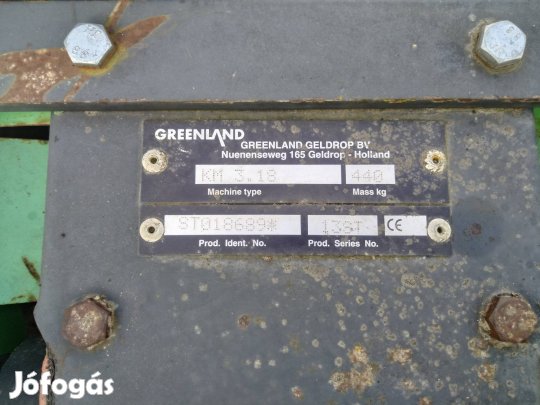 GREENLAND
GREENLAND GELDROP BV
Nuenenseweg 165 Geldrop - Holland
KM 3.18 440
Machine type Mass kg
ST018689*
Prod. Ident. No. Prod. Series No.
CE
Jófogás